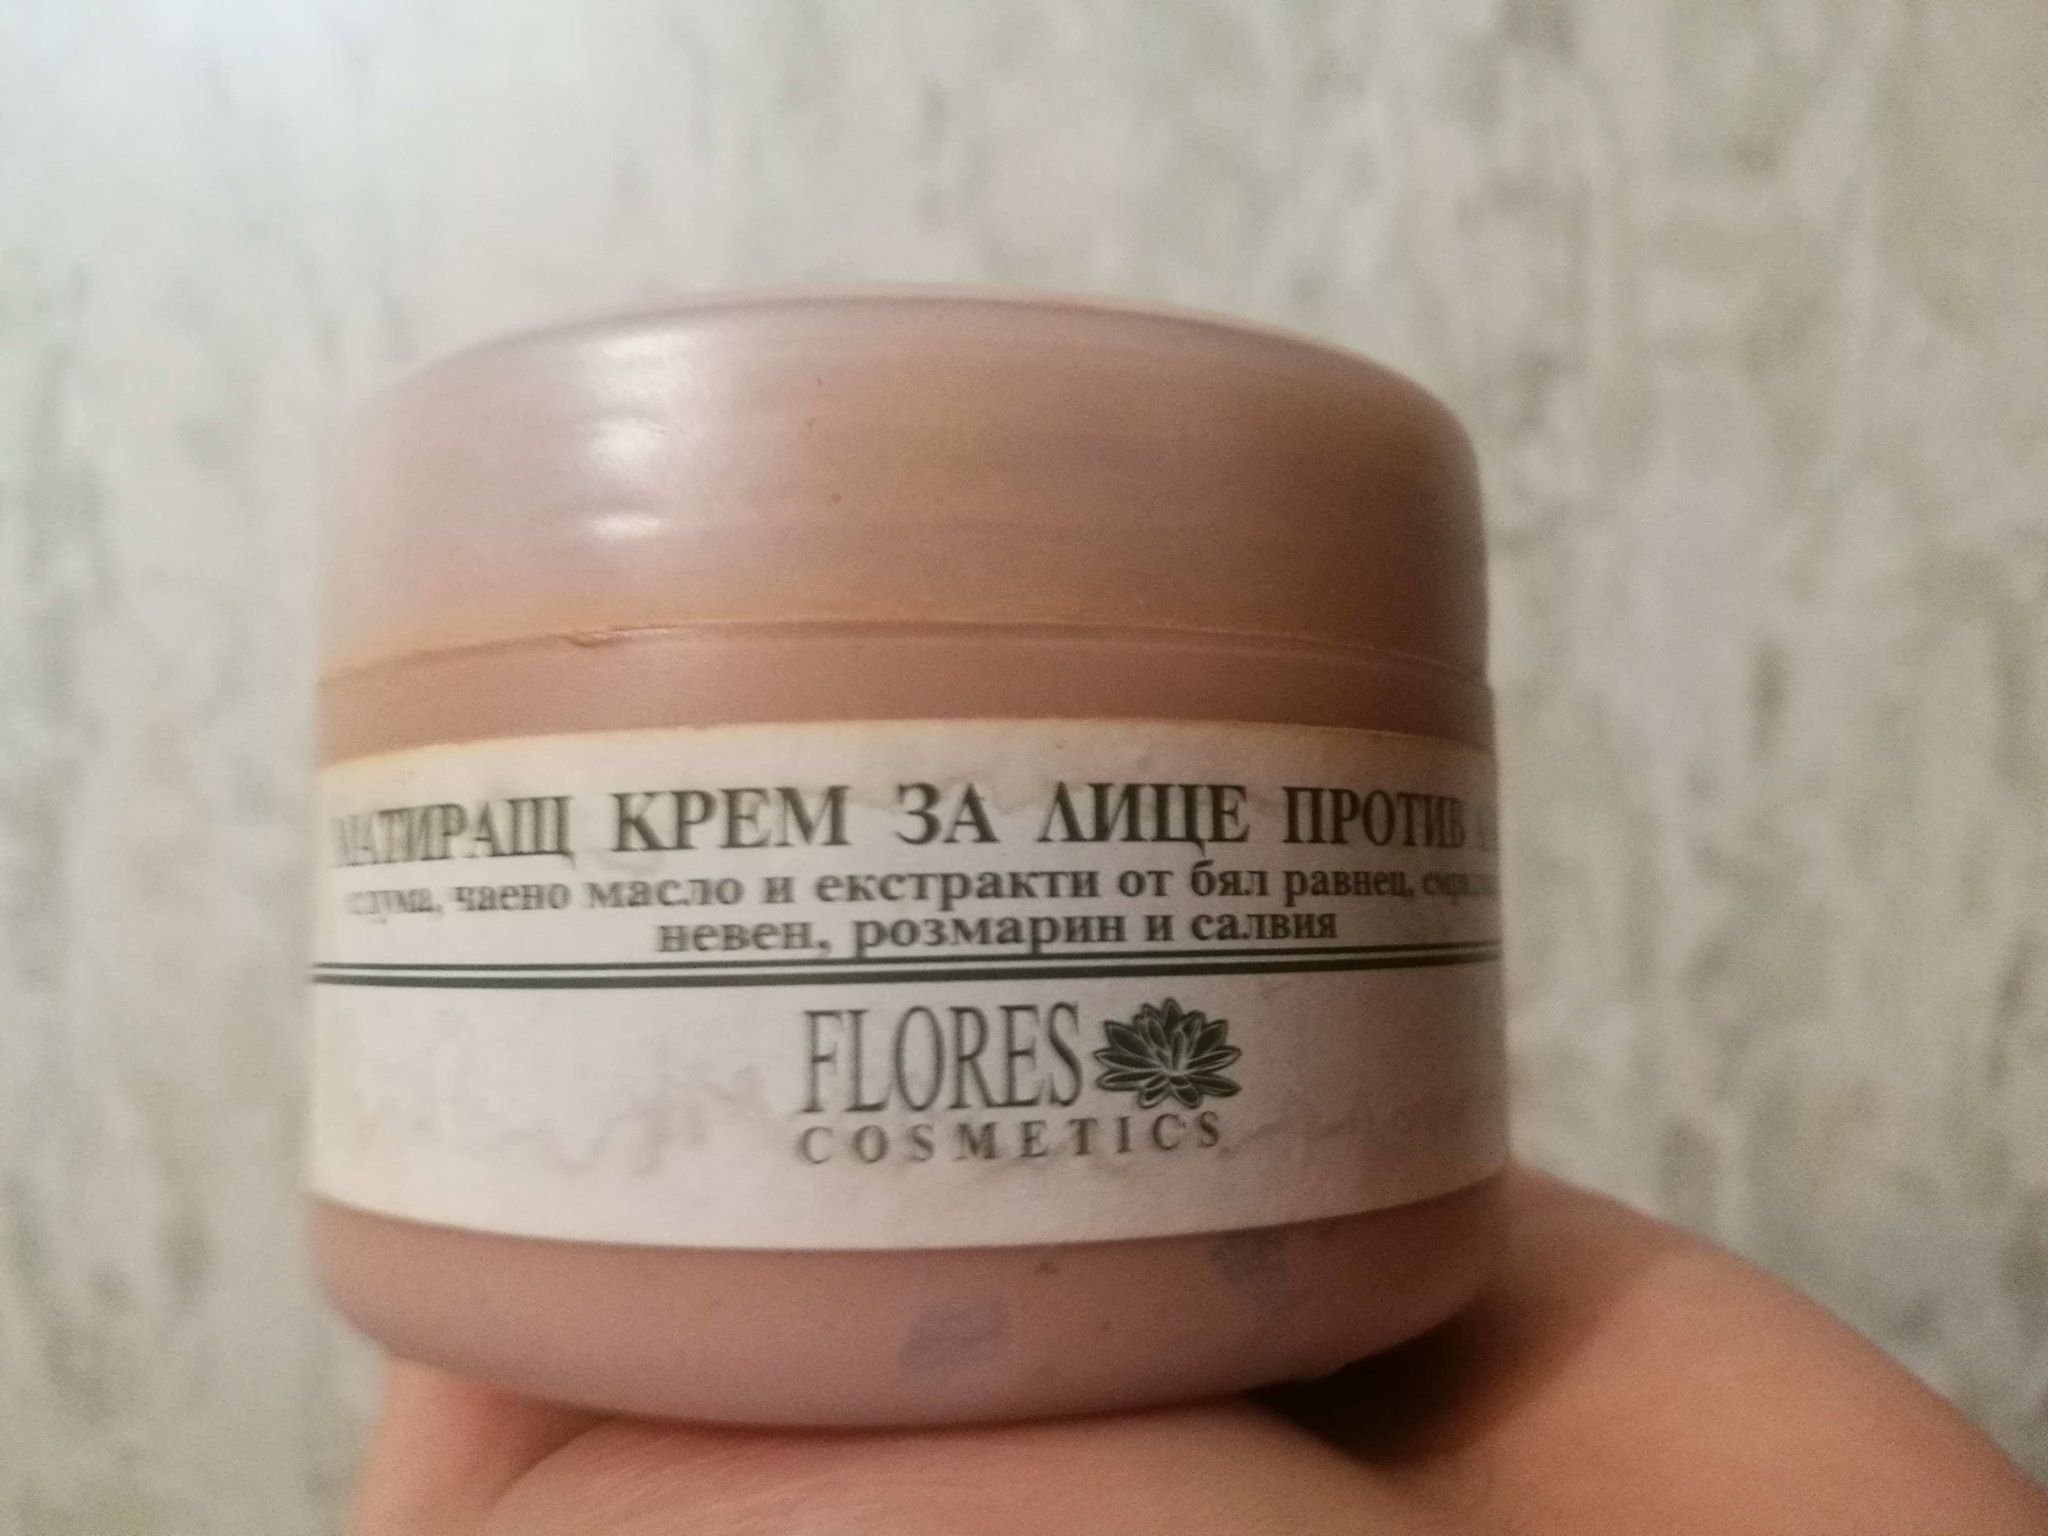 МАТИРАЩ КРЕМ ЗА ЛИЦЕ ПРОТИВ
чаено масло и екстракти от бял равнец,
невен, розмарин и салвия
FLORES
COSMETICS